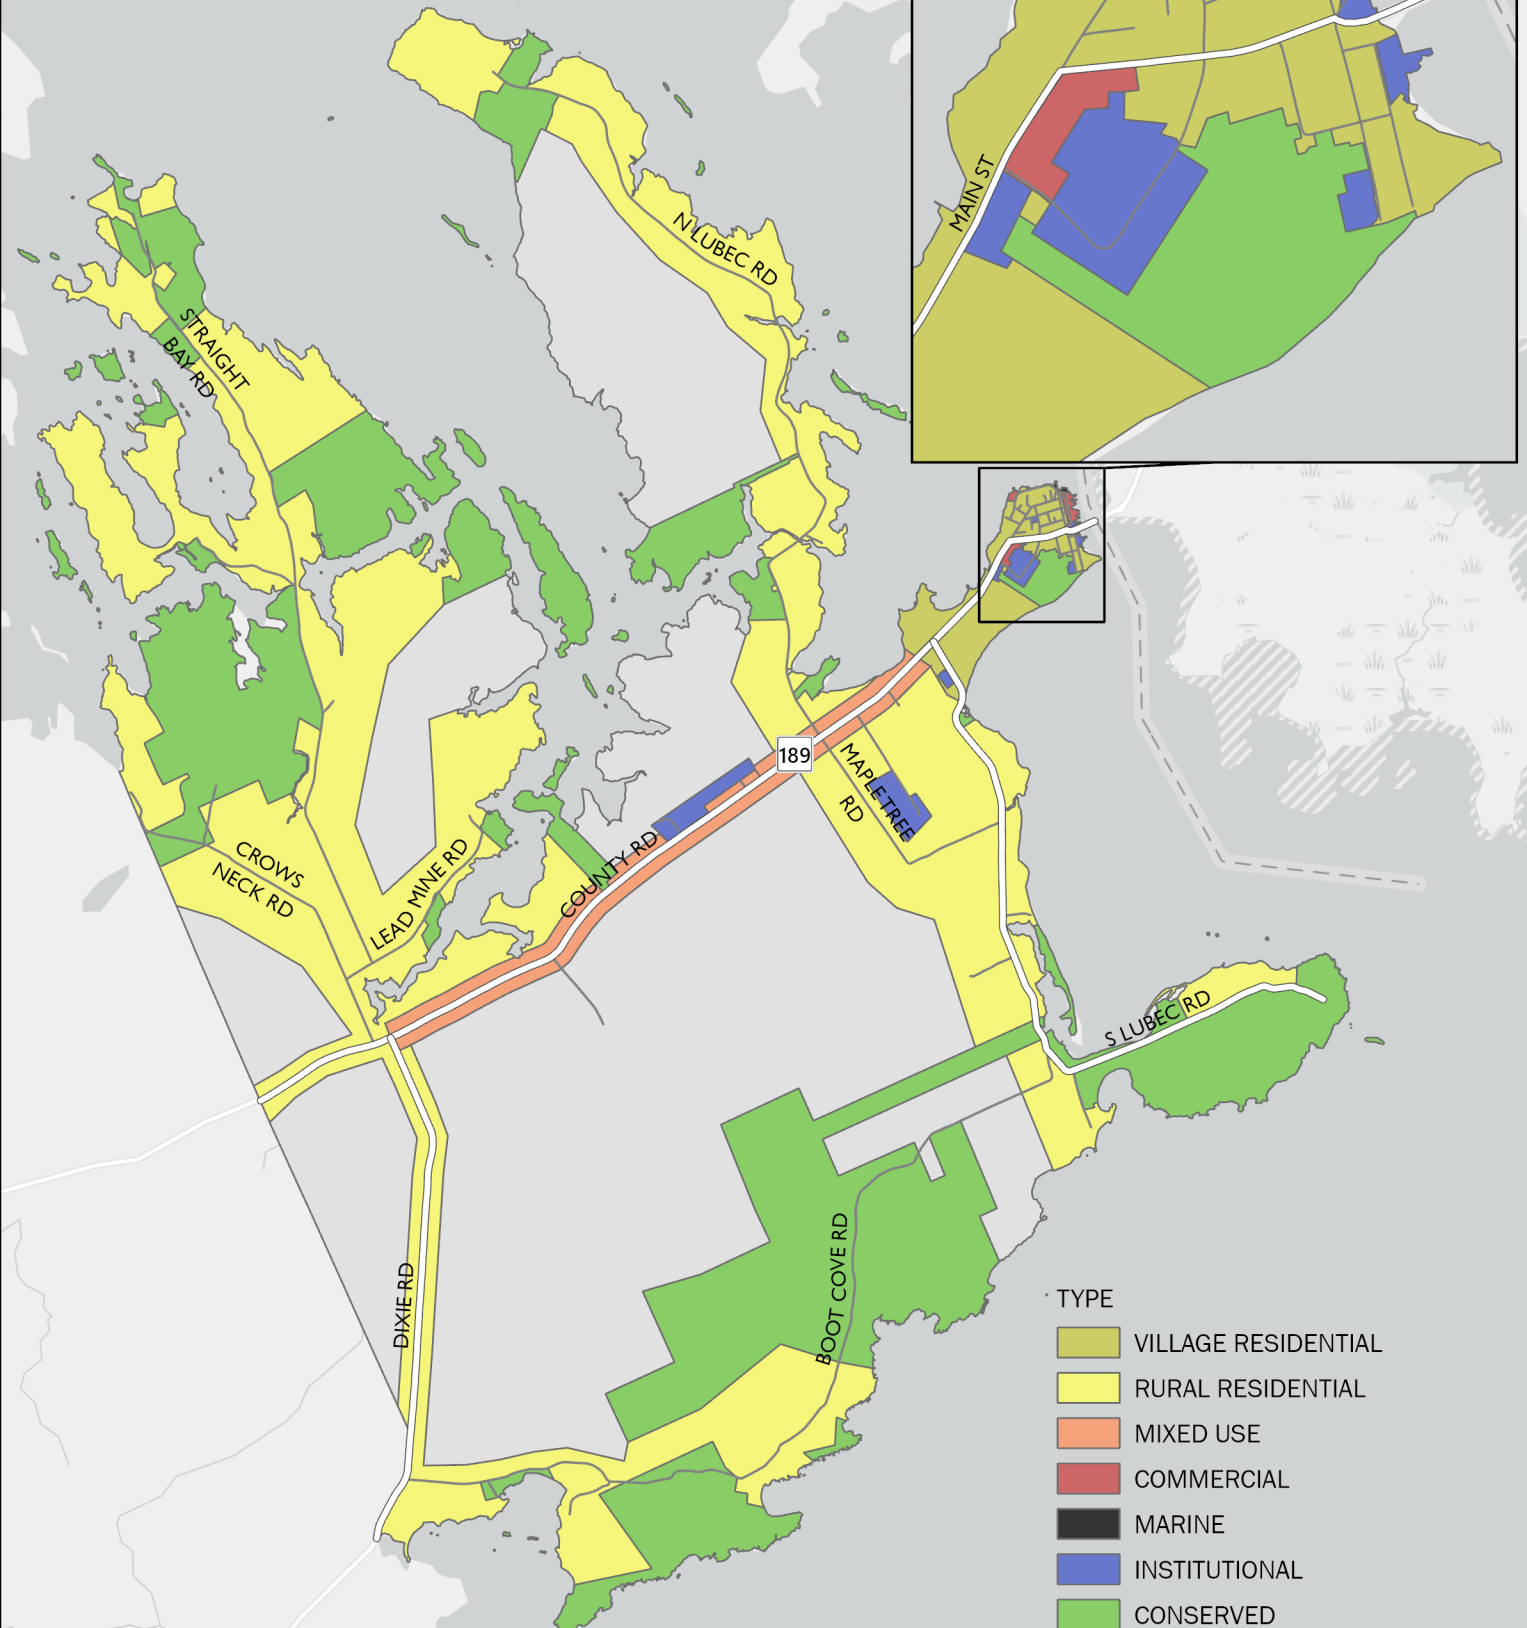 MAIN ST
N LUBEC RD
STRAIGHT
BAY RD
189
MAPLETREE
RD
COUNTY RD
CROWS
NECK RD
LEAD MINE RD
S LUBEC RD
DIXIE RD
BOOT COVE RD
TYPE
VILLAGE RESIDENTIAL
RURAL RESIDENTIAL
MIXED USE
COMMERCIAL
MARINE
INSTITUTIONAL
CONSERVED